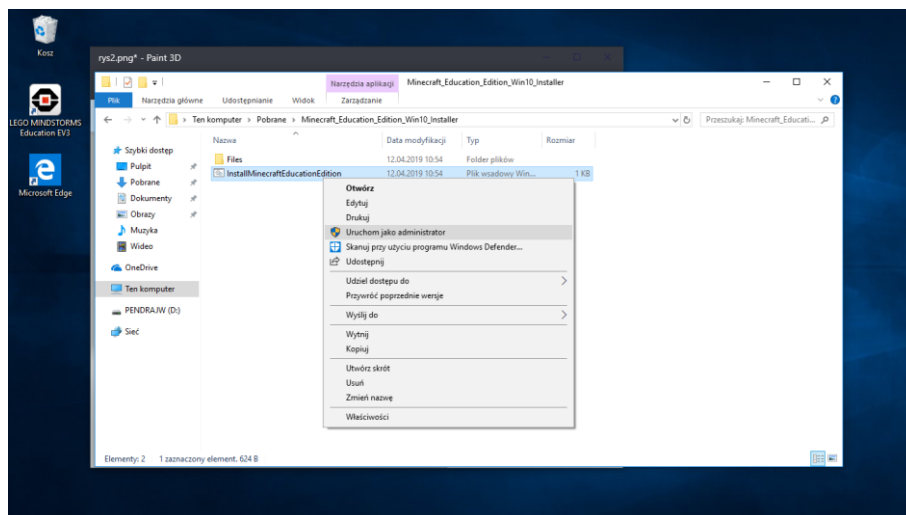 Kosz
rys2.png* - Paint 3D
Narzędzia aplikacji
Minecraft_Education_Edition_Win10_Installer
Plik
Narzędzia główne
Udostępnianie
Widok
Zarządzanie
LEGO MINDSTORMS
Education EV3
Ten komputer
Pobrane
Minecraft_Education_Edition_Win10_Installer
Przeszukaj: Minecraft_Educati...
Nazwa
Data modyfikacji
Typ
Rozmiar
Szybki dostęp
Files
12.04.2019 10:54
Folder plików
Pulpit
InstallMinecraftEducationEdition
12.04.2019 10:54
Plik wsadowy Win...
1 KB
Pobrane
Microsoft Edge
Dokumenty
Obrazy
Muzyka
Wideo
OneDrive
Ten komputer
PENDRAJW (D:)
Sieć
Otwórz
Edytuj
Drukuj
Uruchom jako administrator
Skanuj przy użyciu programu Windows Defender...
Udostępnij
Udziel dostępu do
Przywróć poprzednie wersje
Wyślij do
Wytnij
Kopiuj
Utwórz skrót
Usuń
Zmień nazwę
Właściwości
Elementy: 2
1 zaznaczony element. 624 B